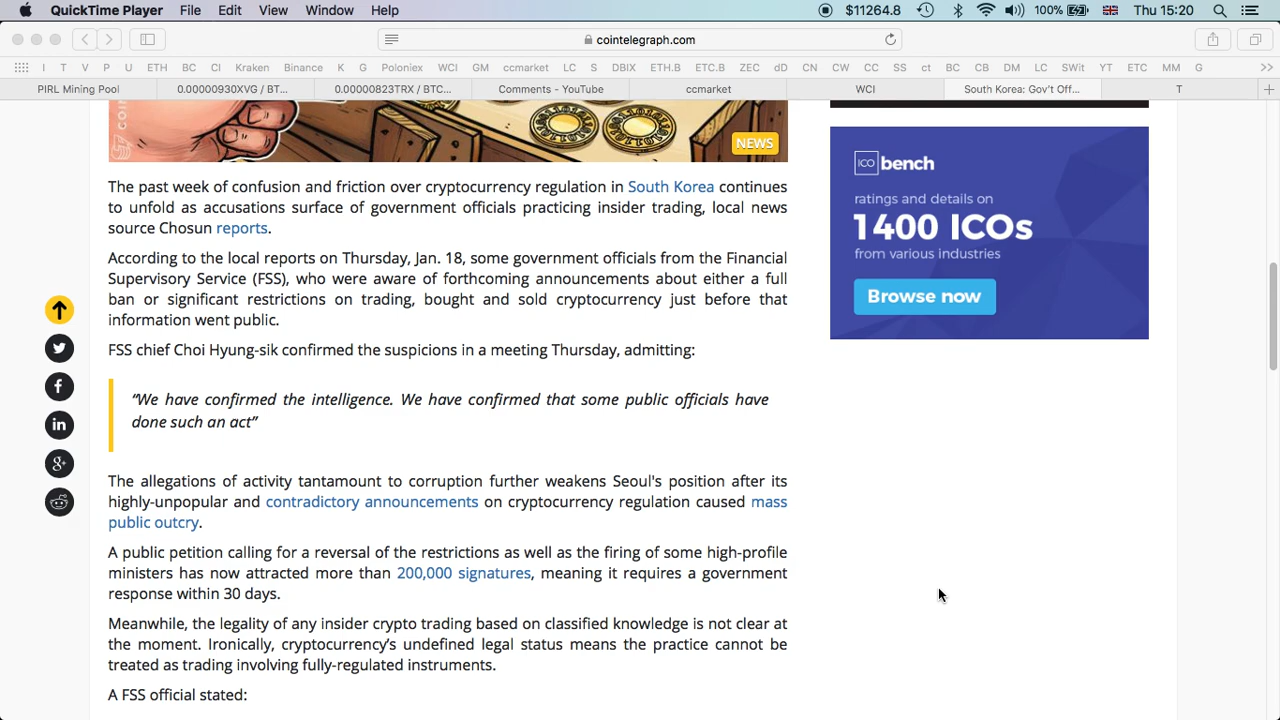 QuickTime Player File Edit View Window Help $11264.8 100% Thu 15:20
cointelegraph.com
I T V P U ETH BC CI Kraken Binance K G Poloniex WCI GM ccmarket LC S DBIX ETH.B ETC.B ZEC dD CN CW CC SS ct BC CB DM LC SWit YT ETC MM G >>
PIRL Mining Pool 0.00000930XVG / BT... 0.00000823TRX / BTC... Comments - YouTube ccmarket WCI South Korea: Gov't Off... T +
NEWS
The past week of confusion and friction over cryptocurrency regulation in South Korea continues
to unfold as accusations surface of government officials practicing insider trading, local news
source Chosun reports.
According to the local reports on Thursday, Jan. 18, some government officials from the Financial
Supervisory Service (FSS), who were aware of forthcoming announcements about either a full
ban or significant restrictions on trading, bought and sold cryptocurrency just before that
information went public.
FSS chief Choi Hyung-sik confirmed the suspicions in a meeting Thursday, admitting:
“We have confirmed the intelligence. We have confirmed that some public officials have
done such an act”
The allegations of activity tantamount to corruption further weakens Seoul's position after its
highly-unpopular and contradictory announcements on cryptocurrency regulation caused mass
public outcry.
A public petition calling for a reversal of the restrictions as well as the firing of some high-profile
ministers has now attracted more than 200,000 signatures, meaning it requires a government
response within 30 days.
Meanwhile, the legality of any insider crypto trading based on classified knowledge is not clear at
the moment. Ironically, cryptocurrency’s undefined legal status means the practice cannot be
treated as trading involving fully-regulated instruments.
A FSS official stated:
ICO bench
ratings and details on
1400 ICOs
from various industries
Browse now